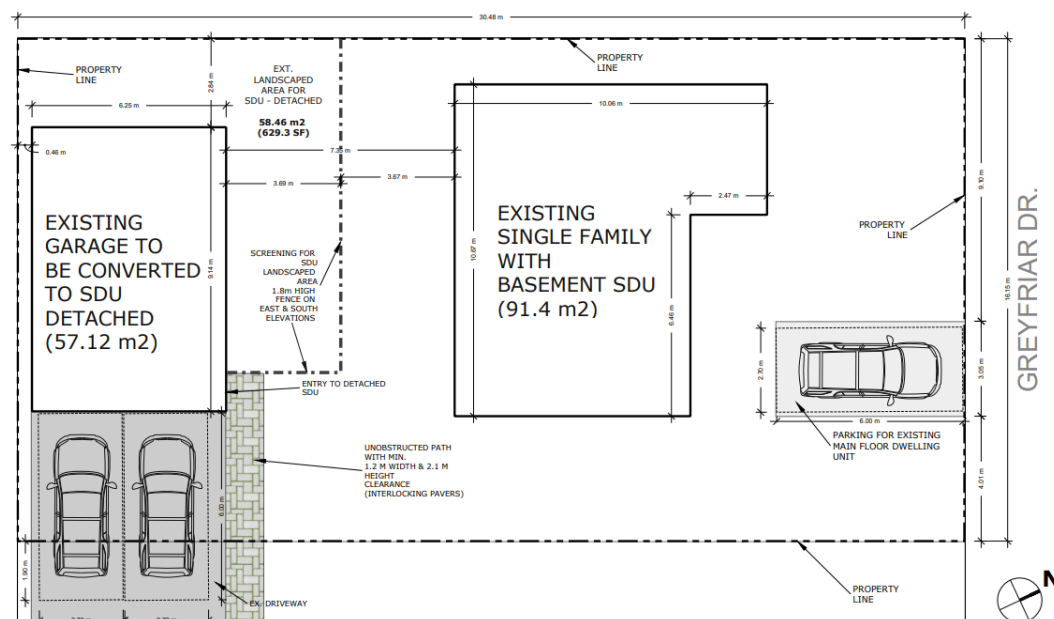 30.48 m
PROPERTY
LINE
EXT.
LANDSCAPED
AREA FOR
SDU - DETACHED
58.46 m2
(629.3 SF)
PROPERTY
LINE
2.84 m
6.25 m
10.06 m
0.46 m
7.35 m
3.69 m
3.67 m
2.47 m
9.10 m
PROPERTY
LINE
EXISTING
GARAGE TO
BE CONVERTED
TO SDU
DETACHED
(57.12 m2)
9.14 m
SCREENING FOR
SDU
LANDSCAPED
AREA
1.8m HIGH
FENCE ON
EAST & SOUTH
ELEVATIONS
10.67 m
EXISTING
SINGLE FAMILY
WITH
BASEMENT SDU
(91.4 m2)
6.46 m
16.15 m
GREYFRIAR DR.
2.70 m
3.05 m
6.00 m
ENTRY TO DETACHED
SDU
PARKING FOR EXISTING
MAIN FLOOR DWELLING
UNIT
UNOBSTRUCTED PATH
WITH MIN.
1.2 M WIDTH & 2.1 M
HEIGHT
CLEARANCE
(INTERLOCKING PAVERS)
4.01 m
6.00 m
1.90 m
EX. DRIVEWAY
PROPERTY
LINE
N